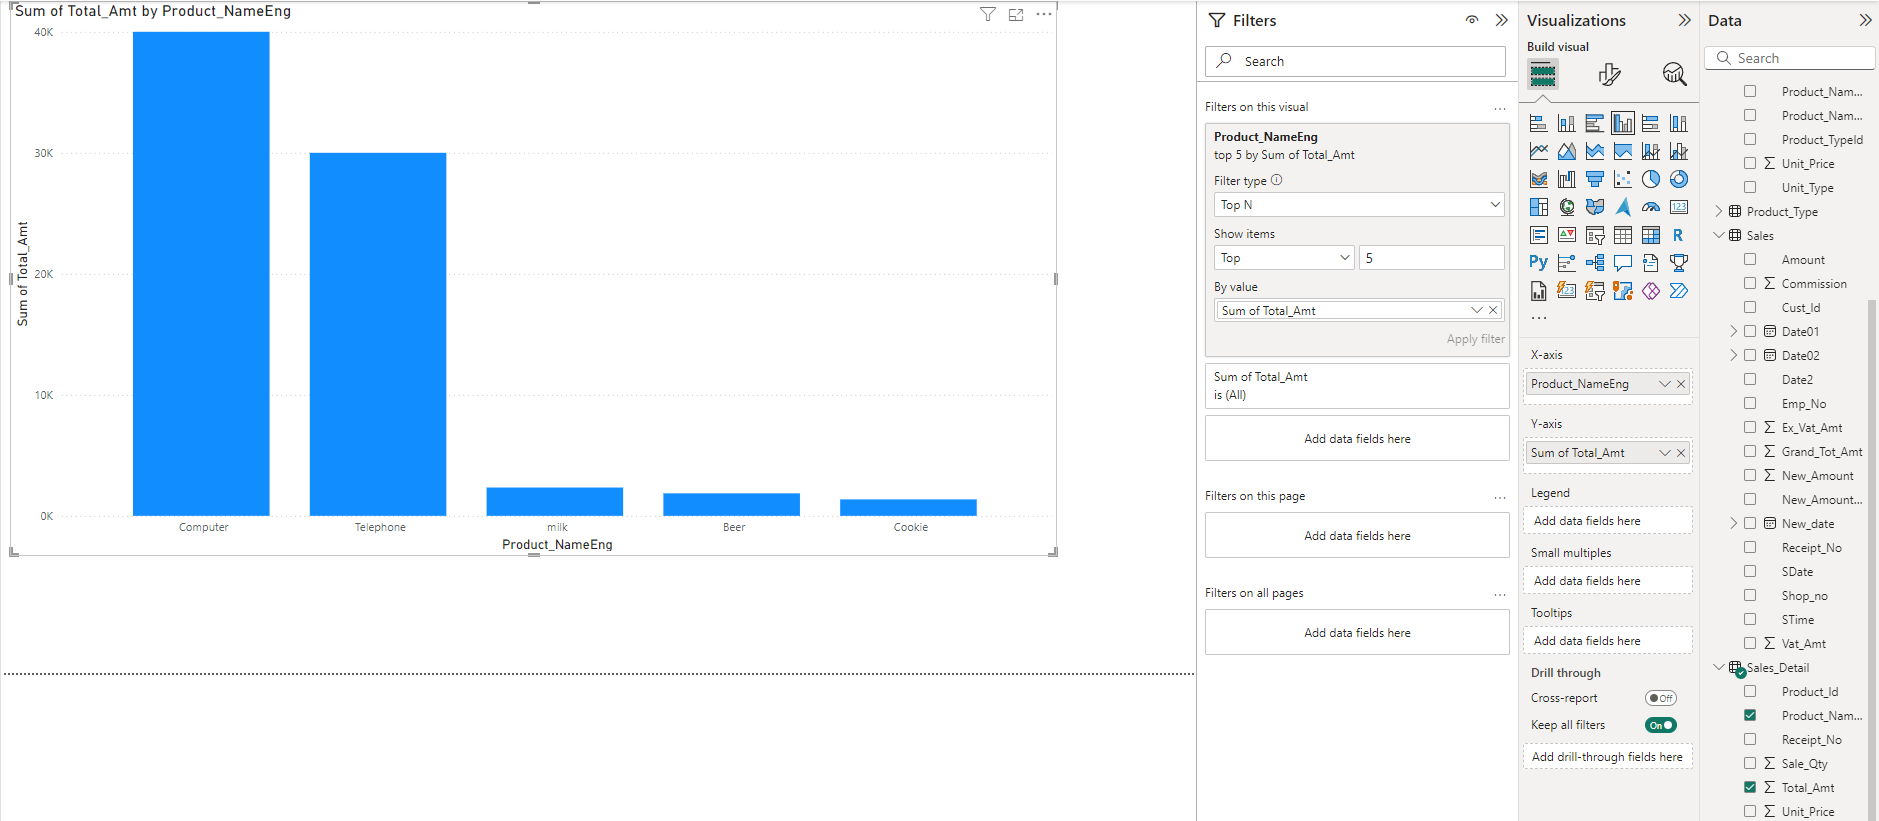 Sum of Total_Amt by Product_NameEng
40K
30K
20K
10K
0K
Sum of Total_Amt
Computer
Telephone
milk
Beer
Cookie
Product_NameEng
Filters
Search
Filters on this visual
Product_NameEng
top 5 by Sum of Total_Amt
Filter type
Top N
Show items
Top
5
By value
Sum of Total_Amt
Apply filter
Sum of Total_Amt
is (All)
Add data fields here
Filters on this page
Add data fields here
Filters on all pages
Add data fields here
Visualizations
Build visual
123
R
Py
123
X-axis
Product_NameEng
Y-axis
Sum of Total_Amt
Legend
Add data fields here
Small multiples
Add data fields here
Tooltips
Add data fields here
Drill through
Cross-report
Off
Keep all filters
On
Add drill-through fields here
Data
Search
Product_Nam...
Product_Nam...
Product_TypeId
Unit_Price
Unit_Type
Product_Type
Sales
Amount
Commission
Cust_Id
Date01
Date02
Date2
Emp_No
Ex_Vat_Amt
Grand_Tot_Amt
New_Amount
New_Amount...
New_date
Receipt_No
SDate
Shop_no
STime
Vat_Amt
Sales_Detail
Product_Id
Product_Nam...
Receipt_No
Sale_Qty
Total_Amt
Unit_Price